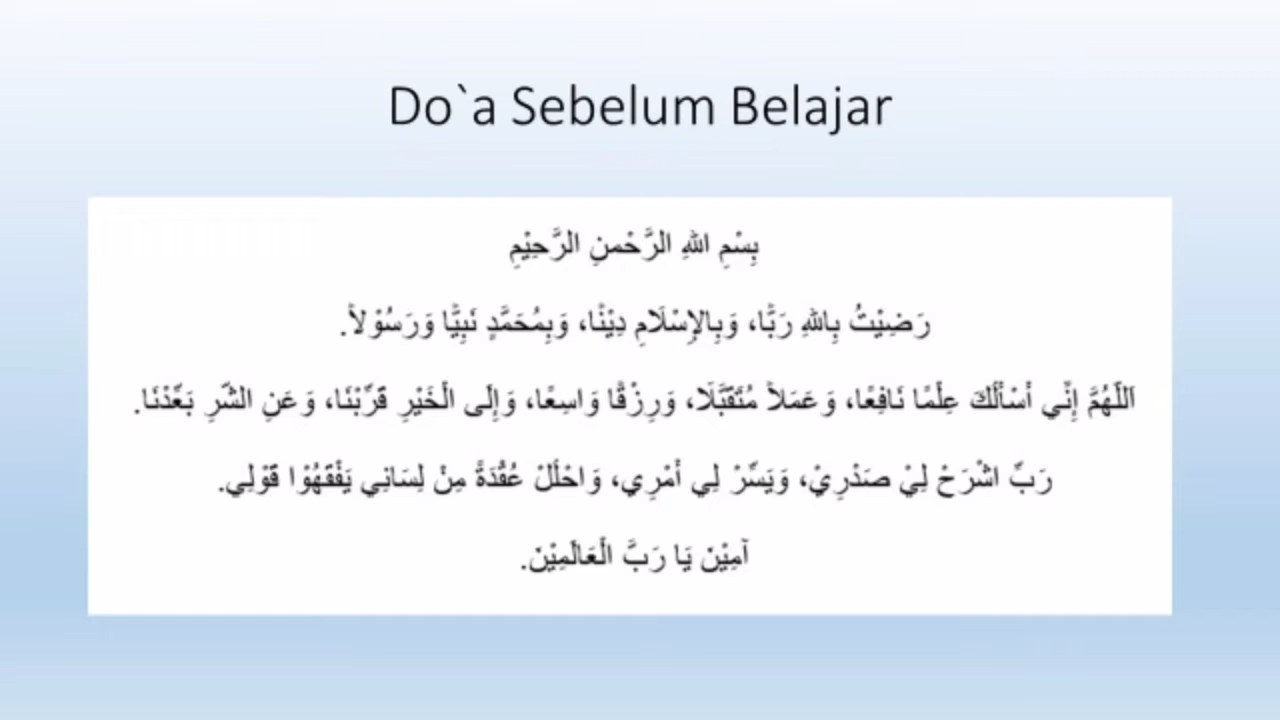 Do`a Sebelum Belajar
بِسْمِ اللهِ الرَّحْمنِ الرَّحِيْمِ
رَضِيْتُ بِاللهِ رَبًّا، وَبِالإِسْلَامِ دِيْنًا، وَبِمُحَمَّدٍ نَبِيًّا وَرَسُوْلاً.
اَللّهُمَّ إِنِّي أَسْأَلُكَ عِلْمًا نَافِعًا، وَعَمَلاً مُتَقَبَّلَا، وَرِزْقًا وَاسِعًا، وَإِلَى الْخَيْرِ قَرِّبْنَا، وَعَنِ الشَّرِ بَعِّدْنَا.
رَبِّ اشْرَحْ لِيْ صَدْرِيْ، وَيَسِّرْ لِي أَمْرِي، وَاحْلُلْ عُقْدَةً مِنْ لِسَانِي يَفْقَهُوْا قَوْلِي.
آمِيْنَ يَا رَبَّ الْعَالَمِيْنَ.